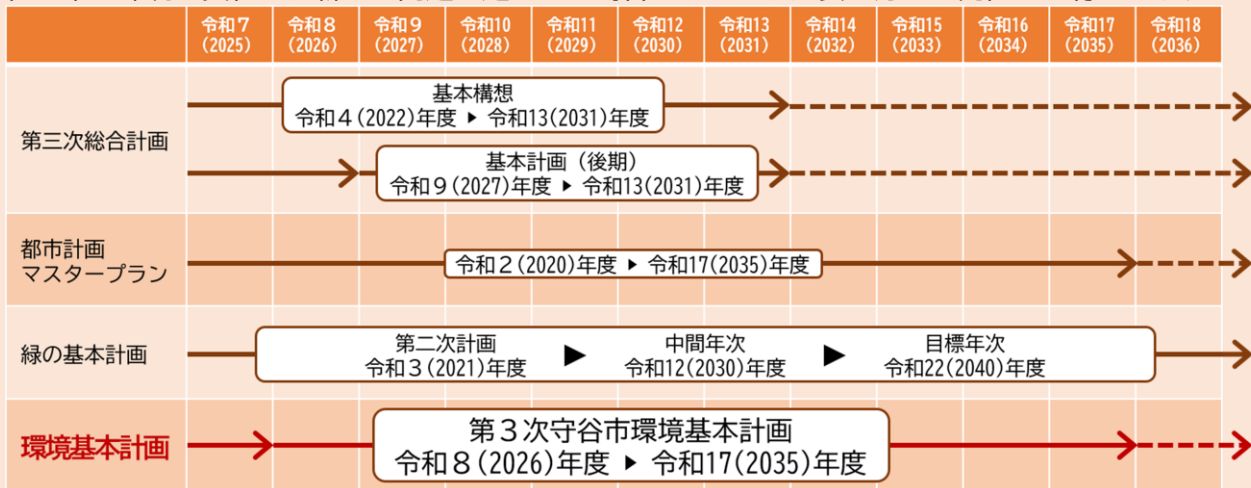 令和7 令和8 令和9 令和10 令和11 令和12 令和13 令和14 令和15 令和16 令和17 令和18
(2025) (2026) (2027) (2028) (2029) (2030) (2031) (2032) (2033) (2034) (2035) (2036)
基本構想
令和4(2022)年度 ▶ 令和13(2031)年度
第三次総合計画
基本計画（後期）
令和9(2027)年度 ▶ 令和13(2031)年度
都市計画
マスタープラン
令和2(2020)年度 ▶ 令和17(2035)年度
緑の基本計画
第二次計画 ▶ 中間年次 ▶ 目標年次
令和3(2021)年度 令和12(2030)年度 令和22(2040)年度
環境基本計画
第3次守谷市環境基本計画
令和8(2026)年度 ▶ 令和17(2035)年度